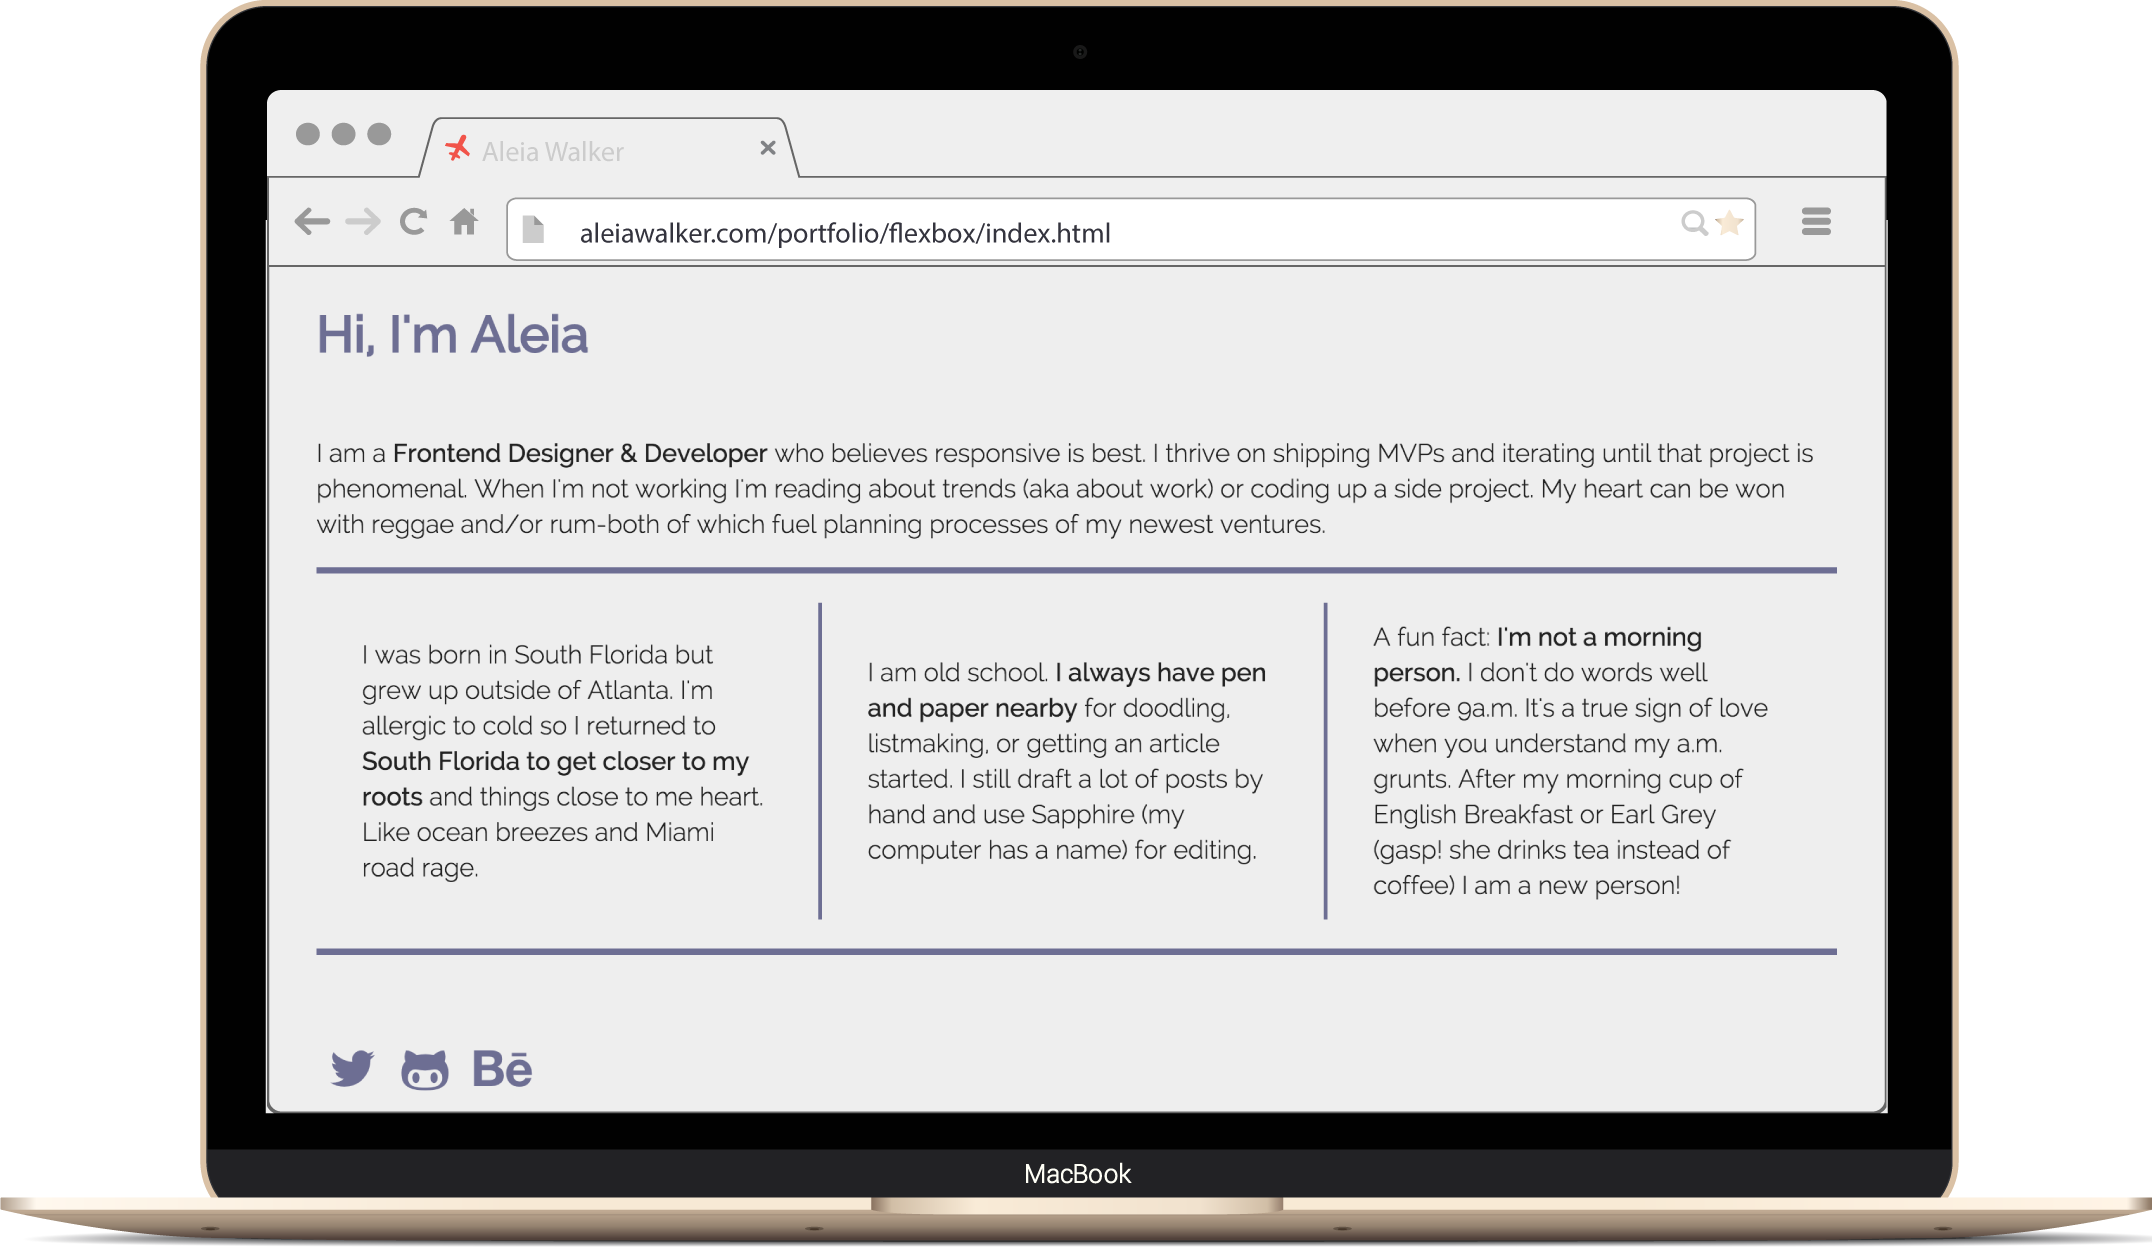 Aleia Walker
aleiawalker.com/portfolio/flexbox/index.html
Hi, I'm Aleia
I am a Frontend Designer & Developer who believes responsive is best. I thrive on shipping MVPs and iterating until that project is
phenomenal. When I'm not working I'm reading about trends (aka about work) or coding up a side project. My heart can be won
with reggae and/or rum-both of which fuel planning processes of my newest ventures.
I was born in South Florida but
grew up outside of Atlanta. I'm
allergic to cold so I returned to
South Florida to get closer to my
roots and things close to me heart.
Like ocean breezes and Miami
road rage.
I am old school. I always have pen
and paper nearby for doodling,
listmaking, or getting an article
started. I still draft a lot of posts by
hand and use Sapphire (my
computer has a name) for editing.
A fun fact: I'm not a morning
person. I don't do words well
before 9a.m. It's a true sign of love
when you understand my a.m.
grunts. After my morning cup of
English Breakfast or Earl Grey
(gasp! she drinks tea instead of
coffee) I am a new person!
Bē
MacBook